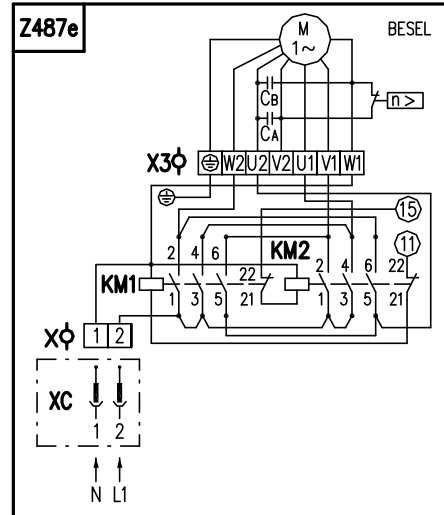 Z487e
BESEL
M
1~
CB
CA
n >
X3 W2 U2 V2 U1 V1 W1
15
11
2 4 6 22
KM1
1 3 5 21
KM2
2 4 6 22
1 3 5 21
X 1 2
XC
1 2
N L1